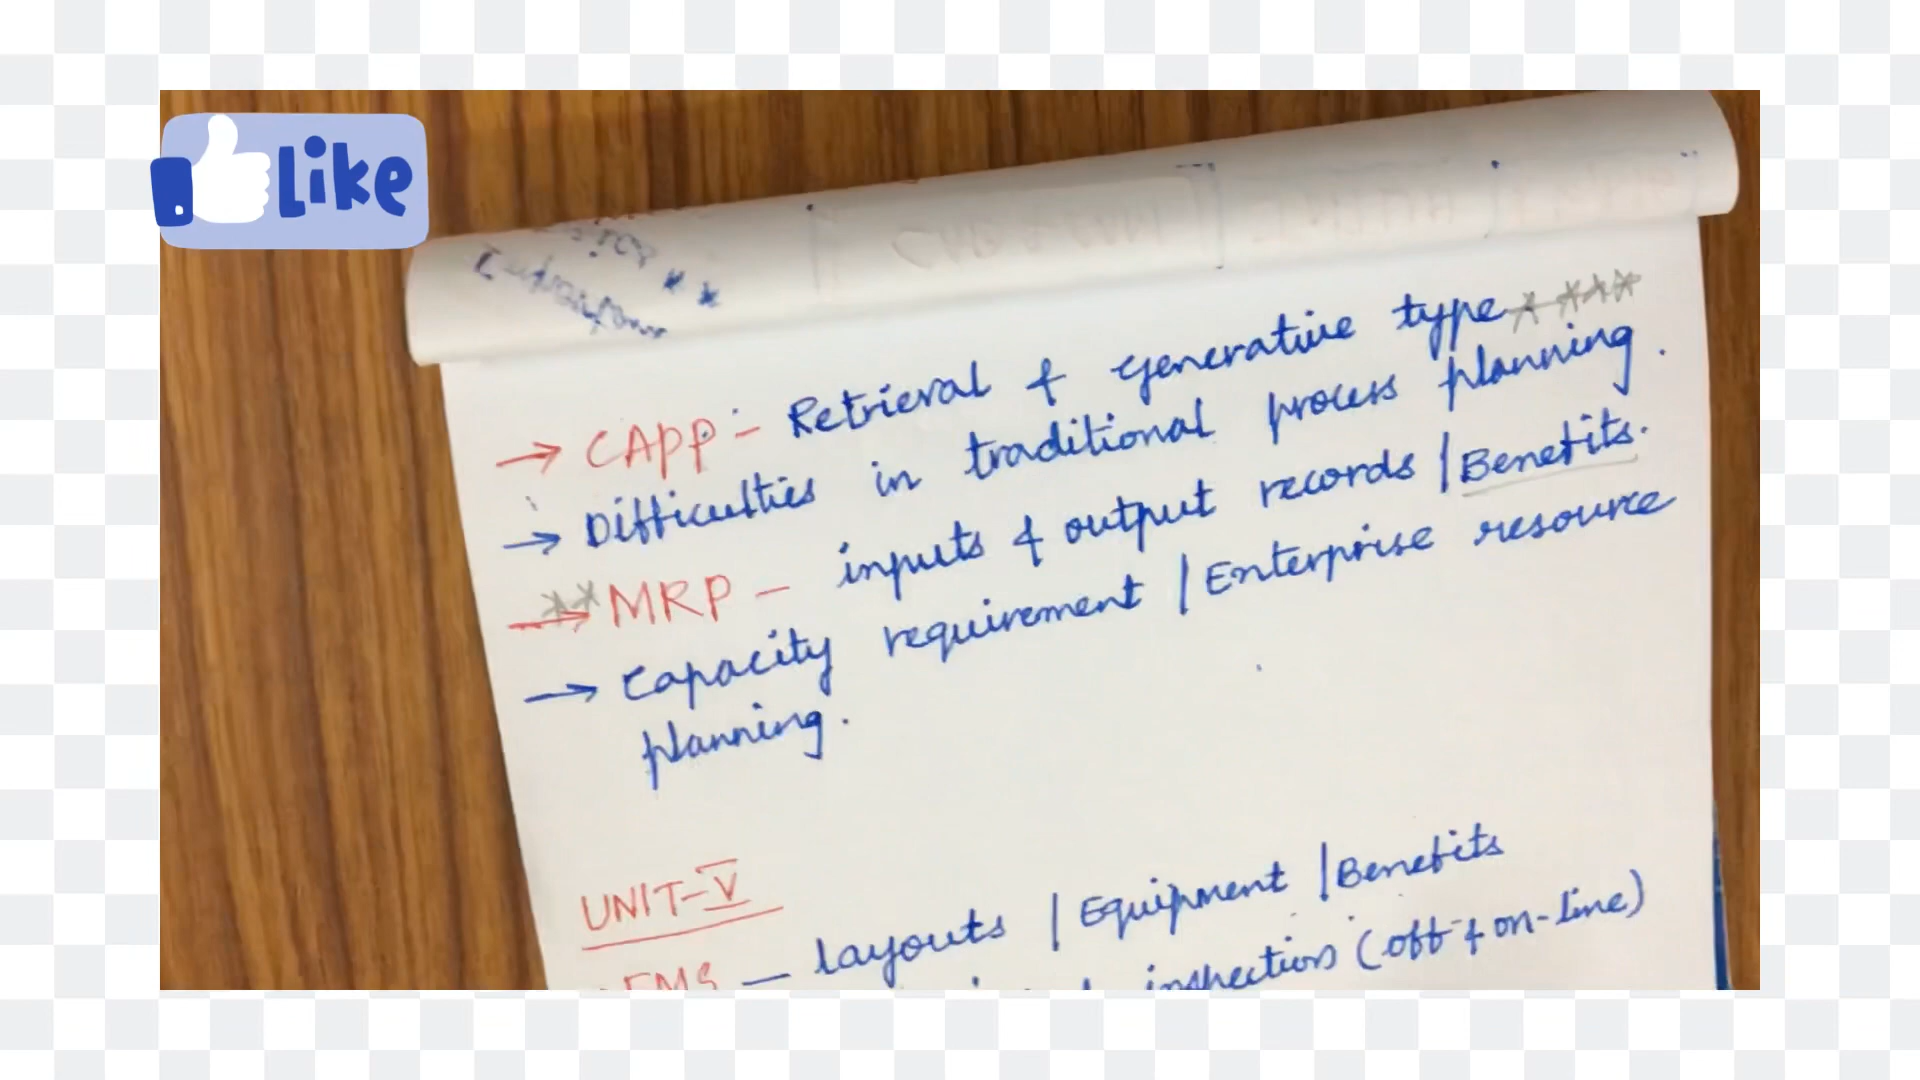 like
→ CAPP:- Retrieval & generative type * ***
→ Difficulties in traditional process planning.
** → MRP - inputs & output records | Benefits.
→ Capacity requirement | Enterprise resource
planning.
UNIT-V
FMS — layouts | Equipment | Benefits
inspection (off & on-line)